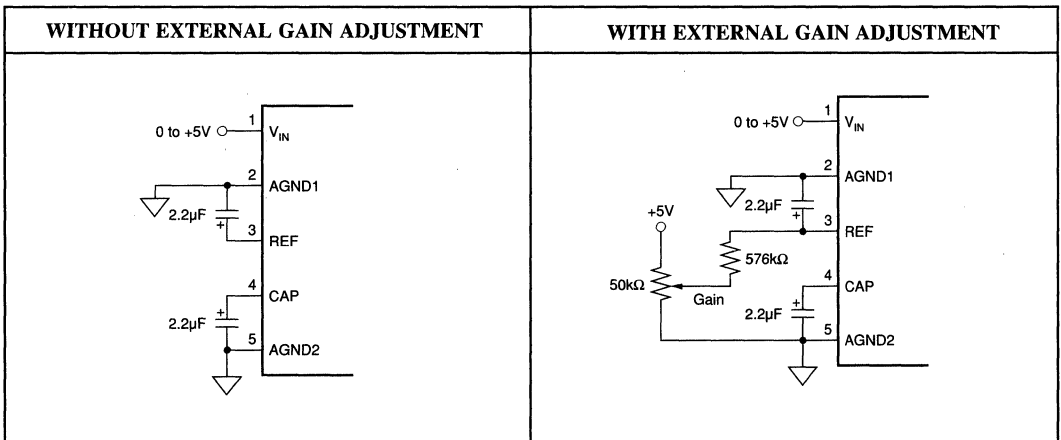 WITHOUT EXTERNAL GAIN ADJUSTMENT
WITH EXTERNAL GAIN ADJUSTMENT
0 to +5V
1
VIN
2
AGND1
2.2µF
+
3
REF
4
CAP
+
2.2µF
5
AGND2
0 to +5V
1
VIN
2
AGND1
2.2µF
+
3
REF
+5V
576kΩ
50kΩ
Gain
4
CAP
+
2.2µF
5
AGND2